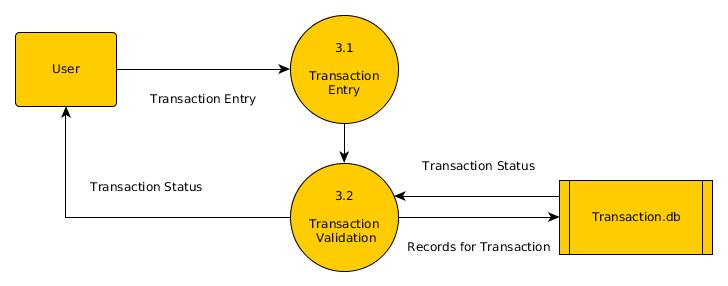 3.1
User
Transaction
Entry
Transaction Entry
Transaction Status
Transaction Status
3.2
Transaction
Validation
Transaction.db
Records for Transaction